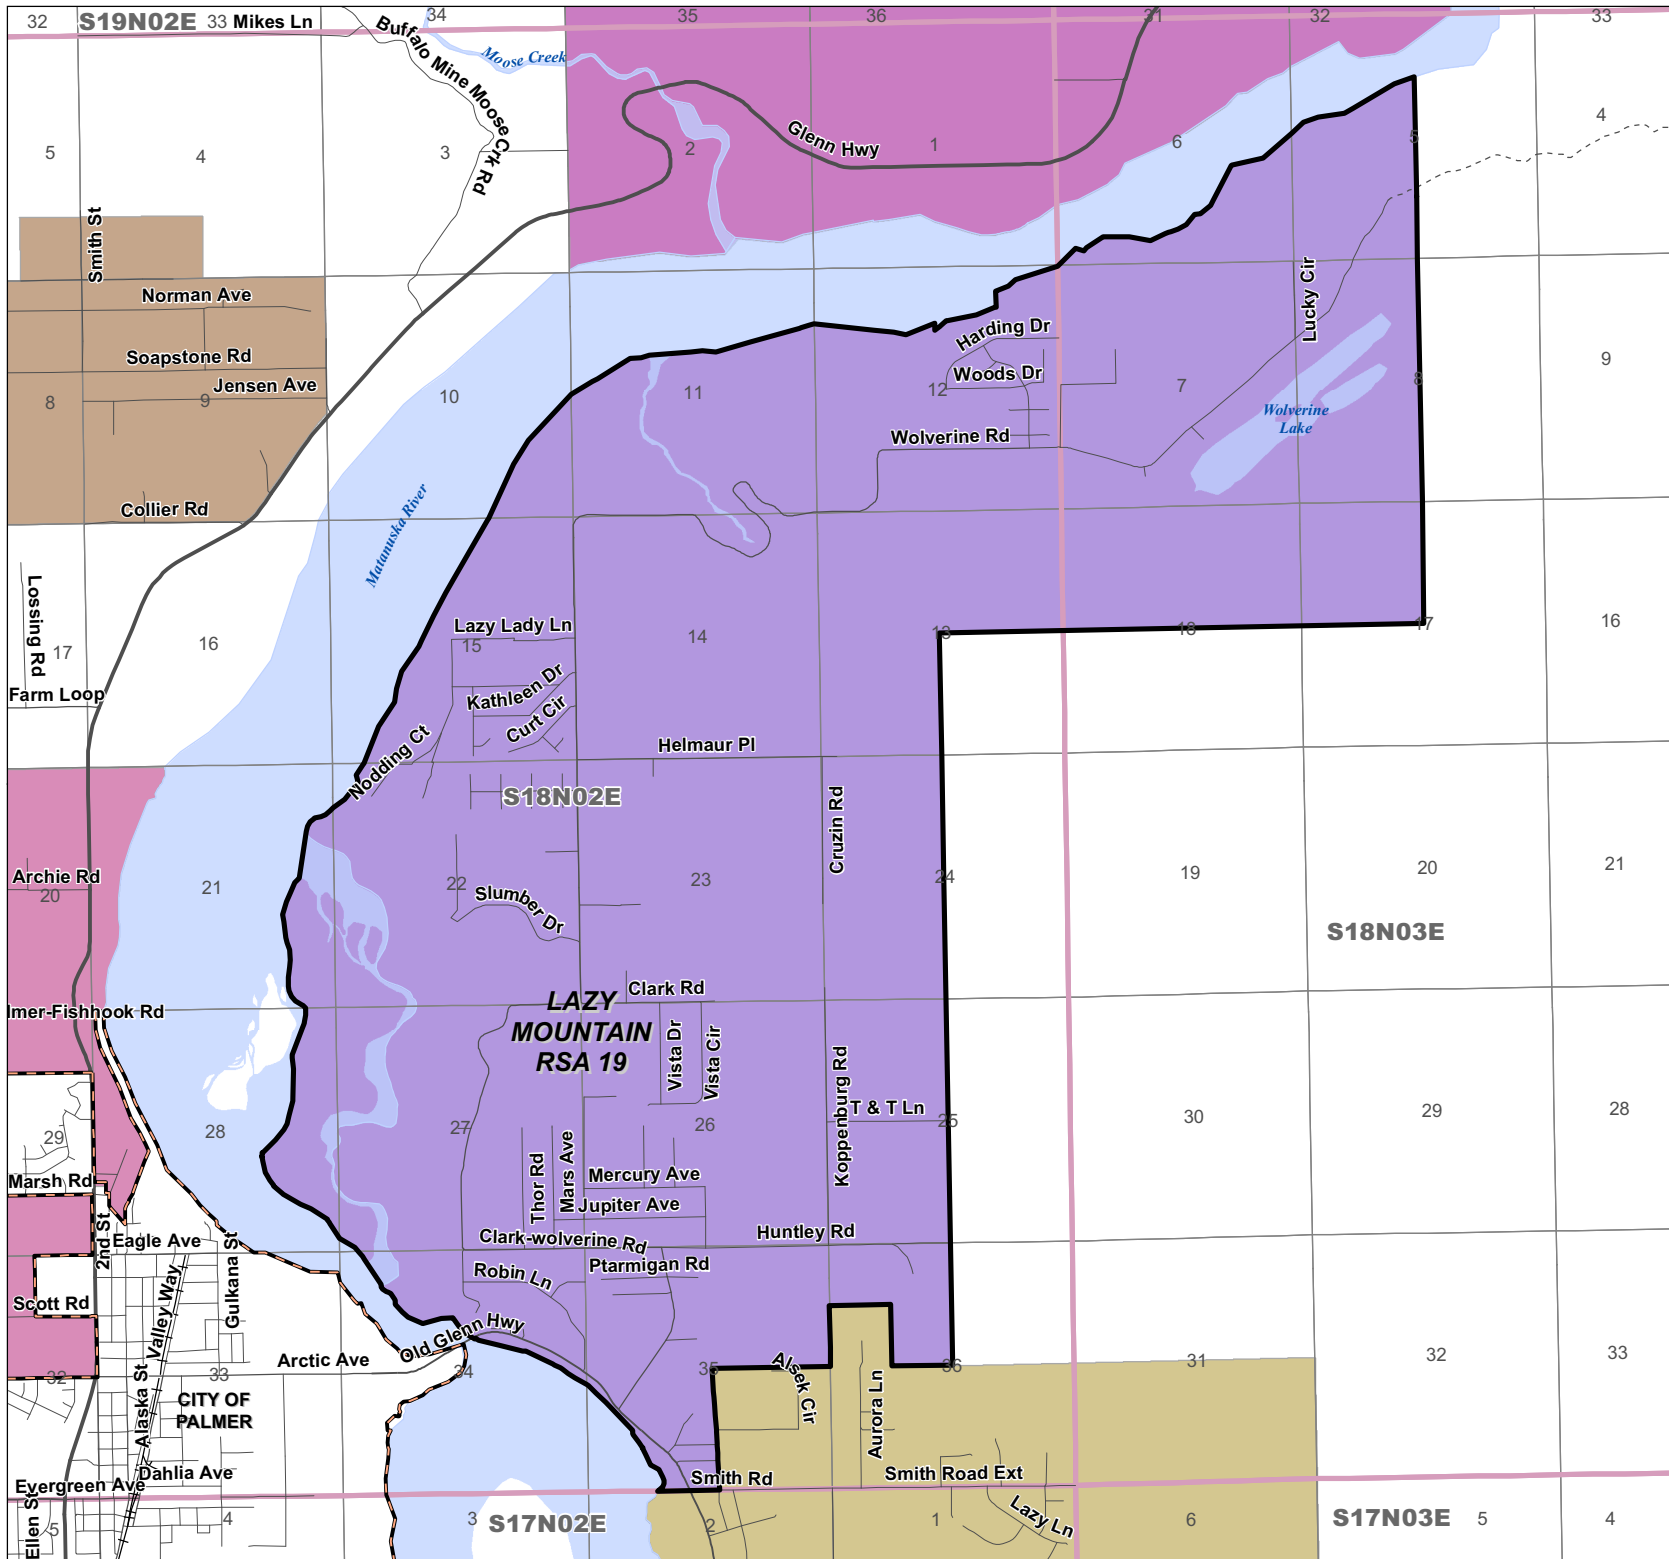 32
S19N02E
33
Mikes Ln
34
35
36
31
32
33
Buffalo Mine Moose Crk Rd
Moose Creek
Glenn Hwy
5
4
3
2
1
6
5
4
Smith St
Norman Ave
Soapstone Rd
Jensen Ave
8
9
10
11
12
7
8
9
Harding Dr
Woods Dr
Lucky Cir
Wolverine
Lake
Wolverine Rd
Collier Rd
Matanuska River
Lossing Rd
17
16
15
14
13
18
17
16
Lazy Lady Ln
Kathleen Dr
Curt Cir
Farm Loop
Nodding Ct
Helmaur Pl
S18N02E
Cruzin Rd
Archie Rd
20
21
22
23
24
19
20
21
Slumber Dr
S18N03E
Clark Rd
LAZY
MOUNTAIN
RSA 19
lmer-Fishhook Rd
Vista Dr
Vista Cir
Koppenburg Rd
T & T Ln
29
28
27
26
25
30
29
28
Marsh Rd
Thor Rd
Mars Ave
Mercury Ave
Jupiter Ave
2nd St
Eagle Ave
Gulkana St
Clark-wolverine Rd
Huntley Rd
Robin Ln
Ptarmigan Rd
Scott Rd
Valley Way
Old Glenn Hwy
Arctic Ave
32
33
34
35
36
31
32
33
Alsek Cir
Aurora Ln
CITY OF
PALMER
Alaska St
Dahlia Ave
Evergreen Ave
Smith Rd
Smith Road Ext
Lazy Ln
Ellen St
5
4
3
S17N02E
2
1
6
S17N03E
5
4